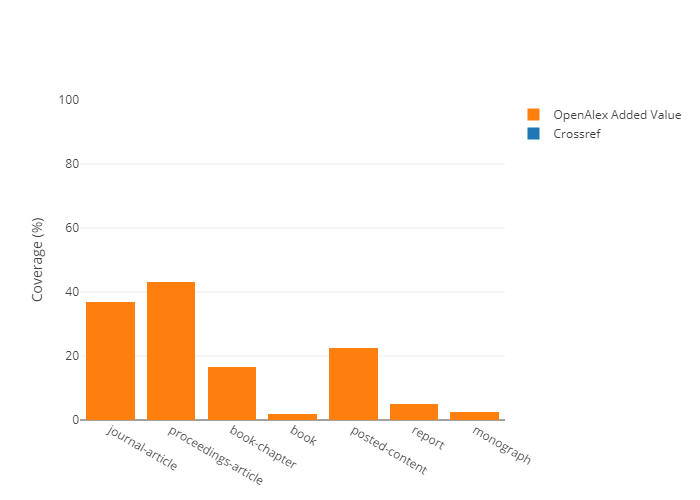 100
80
60
40
20
0
Coverage (%)
journal-article
proceedings-article
book-chapter
book
posted-content
report
monograph
OpenAlex Added Value
Crossref